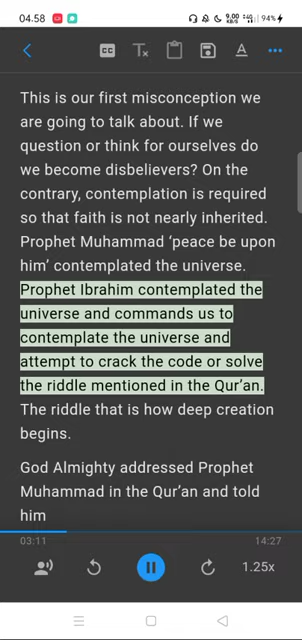 04.58
9,00
KB/S
94%
CC
This is our first misconception we
are going to talk about. If we
question or think for ourselves do
we become disbelievers? On the
contrary, contemplation is required
so that faith is not nearly inherited.
Prophet Muhammad ‘peace be upon
him’ contemplated the universe.
Prophet Ibrahim contemplated the
universe and commands us to
contemplate the universe and
attempt to crack the code or solve
the riddle mentioned in the Qur’an.
The riddle that is how deep creation
begins.
God Almighty addressed Prophet
Muhammad in the Qur’an and told
him
03:11
14:27
1.25x